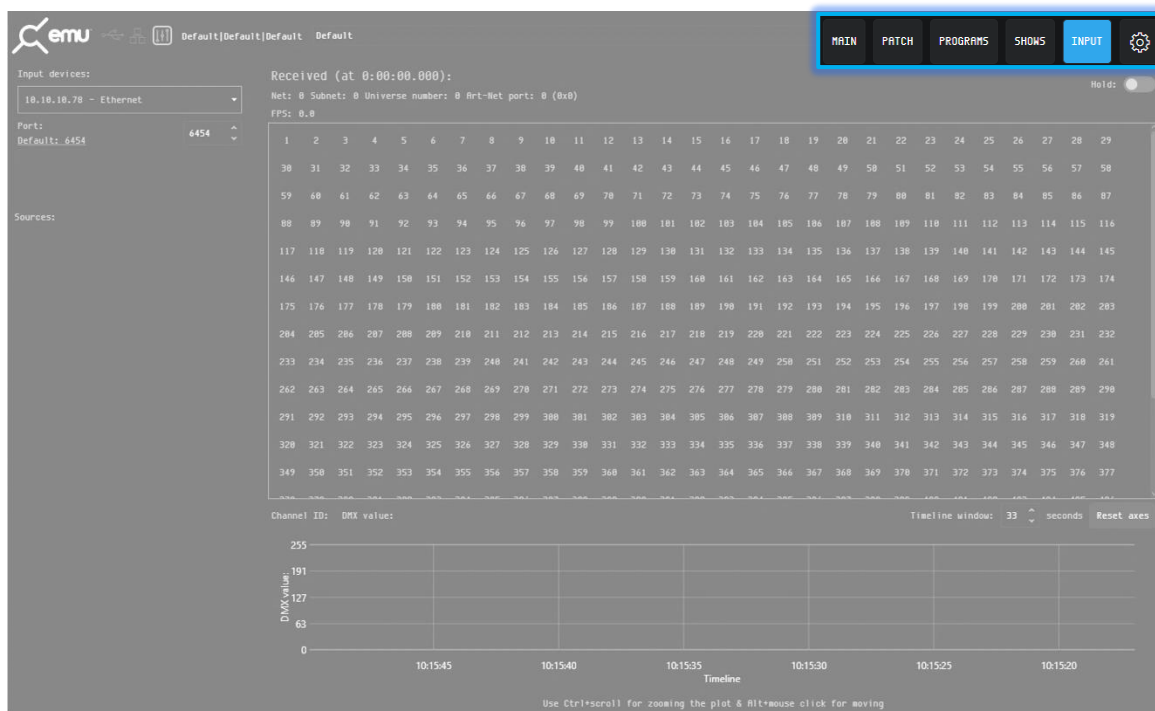 emu Default|Default|Default Default MAIN PATCH PROGRAMS SHOWS INPUT
Input devices:
10.10.10.78 - Ethernet
Port:
Default: 6454
6454
Sources:
Received (at 0:00:00.000):
Hold:
Net: 0 Subnet: 0 Universe number: 0 Art-Net port: 0 (0x0)
FPS: 0.0
1 2 3 4 5 6 7 8 9 10 11 12 13 14 15 16 17 18 19 20 21 22 23 24 25 26 27 28 29
30 31 32 33 34 35 36 37 38 39 40 41 42 43 44 45 46 47 48 49 50 51 52 53 54 55 56 57 58
59 60 61 62 63 64 65 66 67 68 69 70 71 72 73 74 75 76 77 78 79 80 81 82 83 84 85 86 87
88 89 90 91 92 93 94 95 96 97 98 99 100 101 102 103 104 105 106 107 108 109 110 111 112 113 114 115 116
117 118 119 120 121 122 123 124 125 126 127 128 129 130 131 132 133 134 135 136 137 138 139 140 141 142 143 144 145
146 147 148 149 150 151 152 153 154 155 156 157 158 159 160 161 162 163 164 165 166 167 168 169 170 171 172 173 174
175 176 177 178 179 180 181 182 183 184 185 186 187 188 189 190 191 192 193 194 195 196 197 198 199 200 201 202 203
204 205 206 207 208 209 210 211 212 213 214 215 216 217 218 219 220 221 222 223 224 225 226 227 228 229 230 231 232
233 234 235 236 237 238 239 240 241 242 243 244 245 246 247 248 249 250 251 252 253 254 255 256 257 258 259 260 261
262 263 264 265 266 267 268 269 270 271 272 273 274 275 276 277 278 279 280 281 282 283 284 285 286 287 288 289 290
291 292 293 294 295 296 297 298 299 300 301 302 303 304 305 306 307 308 309 310 311 312 313 314 315 316 317 318 319
320 321 322 323 324 325 326 327 328 329 330 331 332 333 334 335 336 337 338 339 340 341 342 343 344 345 346 347 348
349 350 351 352 353 354 355 356 357 358 359 360 361 362 363 364 365 366 367 368 369 370 371 372 373 374 375 376 377
Channel ID: DMX value: Timeline window: 33 seconds Reset axes
255
191
127
63
0
DMX value:
10:15:45 10:15:40 10:15:35 10:15:30 10:15:25 10:15:20
Timeline
Use Ctrl+scroll for zooming the plot & Alt+mouse click for moving